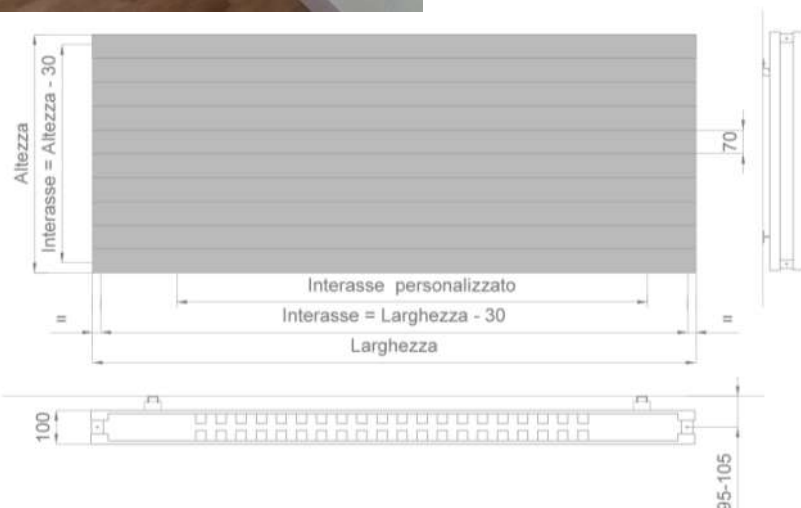 Altezza
Interasse = Altezza - 30
70
Interasse personalizzato
= Interasse = Larghezza - 30 =
Larghezza
100
95-105